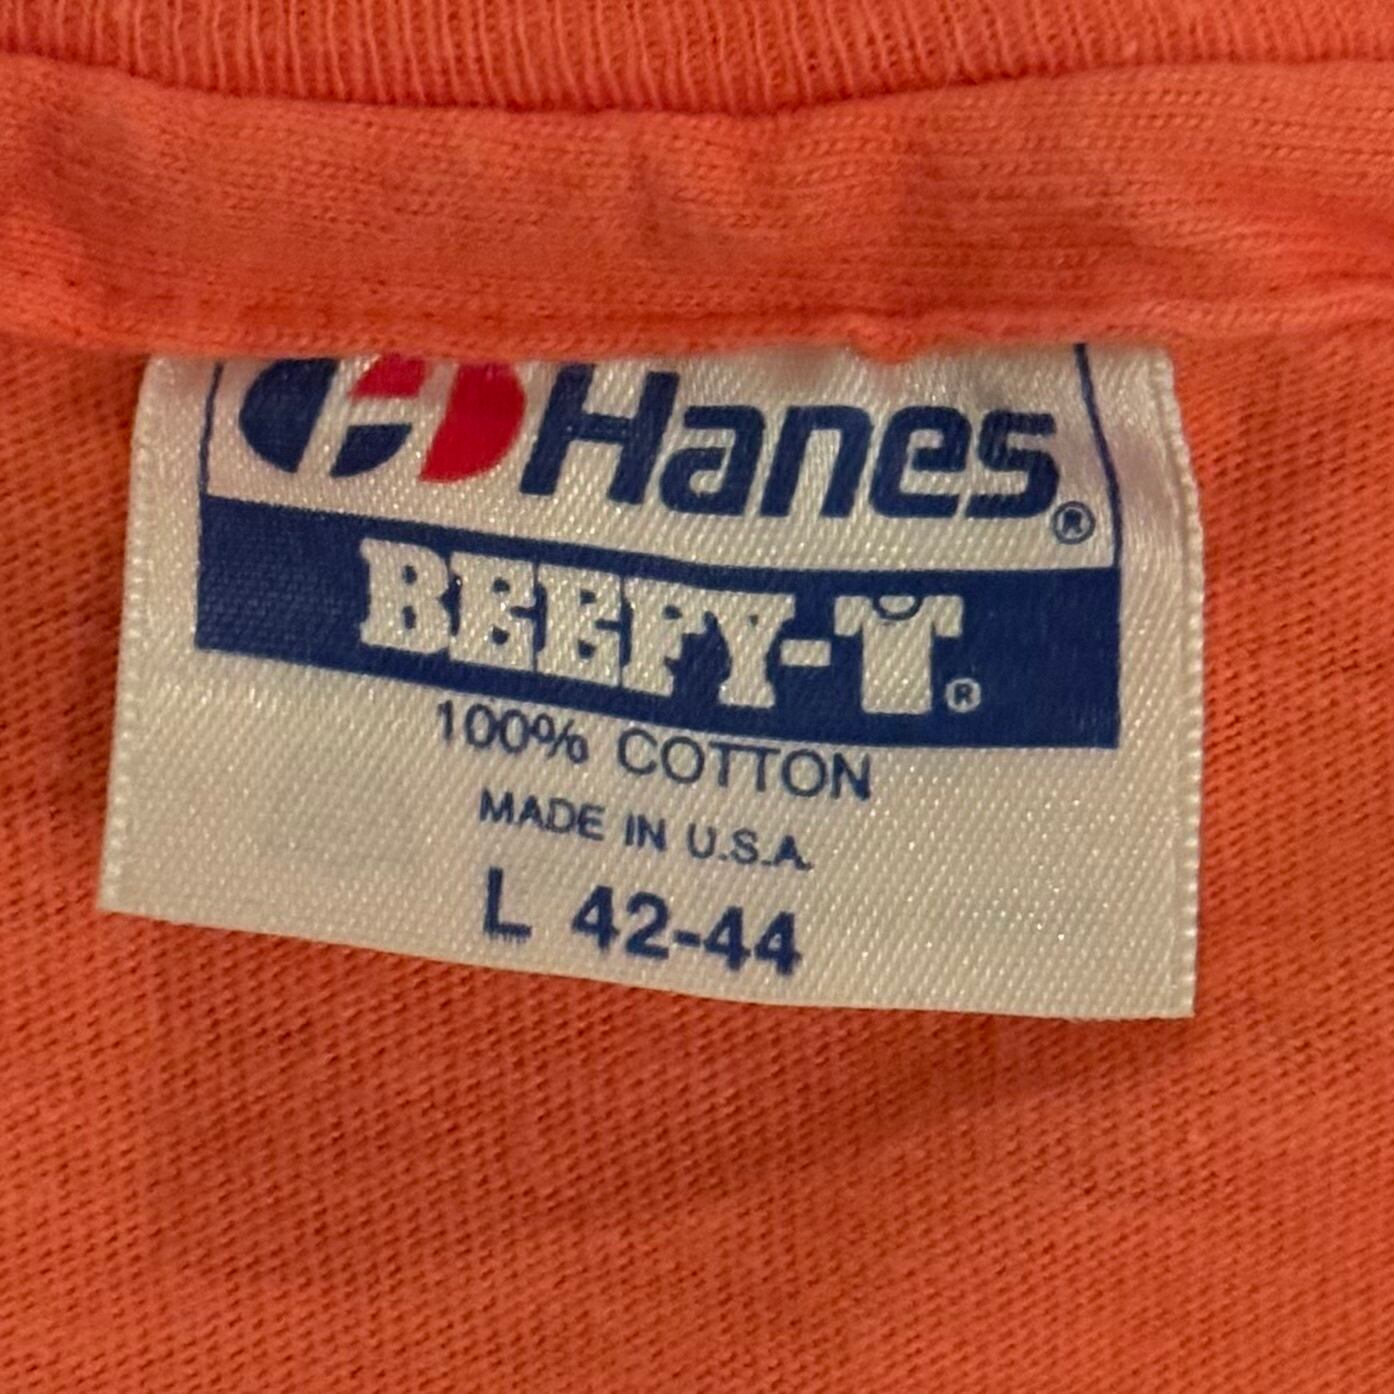 Hanes®
BEEFY-T®
100% COTTON
MADE IN U.S.A.
L 42-44